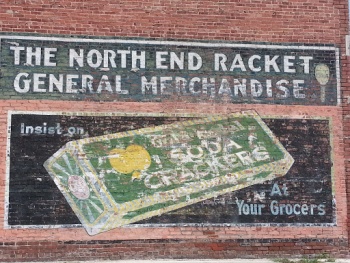 THE NORTH END RACKET
GENERAL MERCHANDISE
Insist on
SODA
CRACKERS
At
Your Grocers